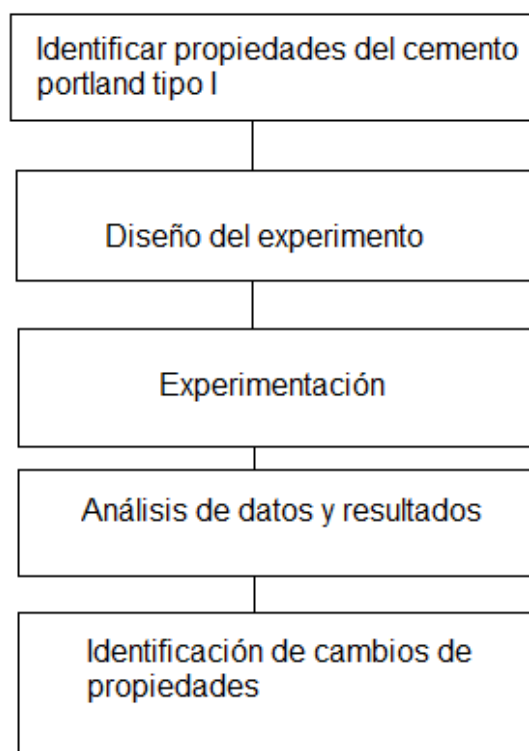 Identificar propiedades del cemento
portland tipo I
Diseño del experimento
Experimentación
Análisis de datos y resultados
Identificación de cambios de
propiedades